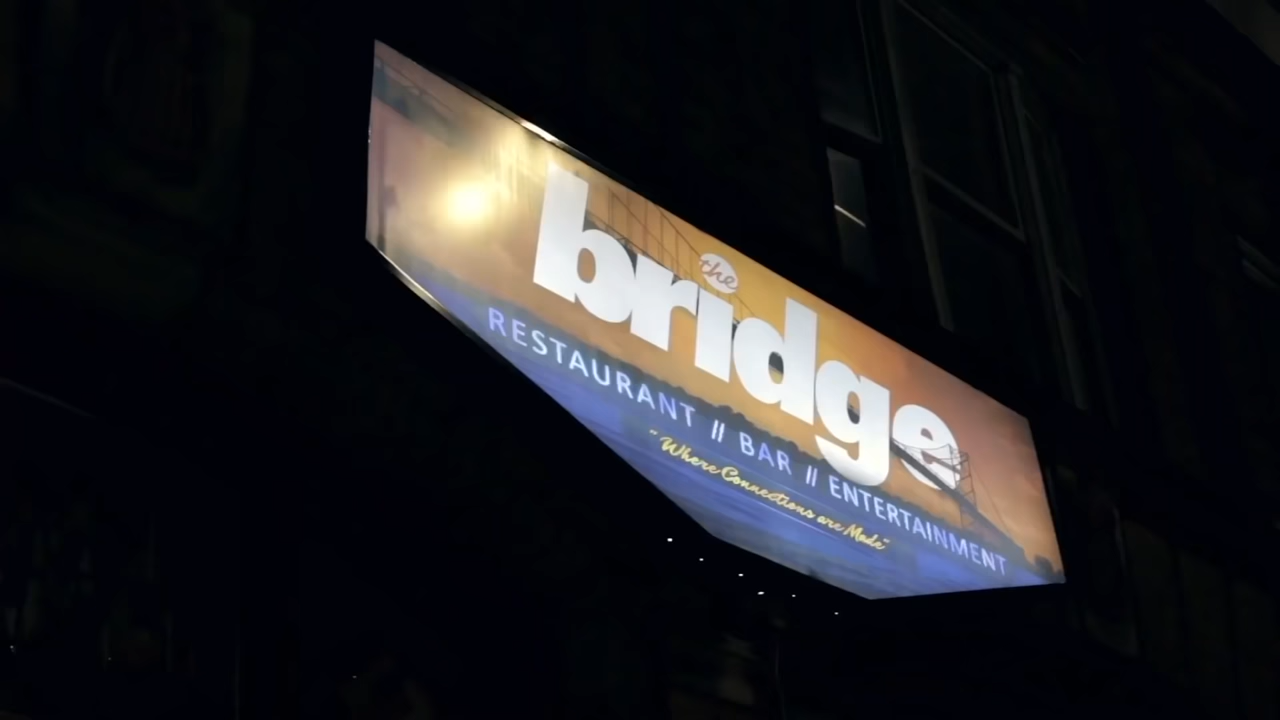 the
bridge
RESTAURANT // BAR // ENTERTAINMENT
"Where Connections are Made"